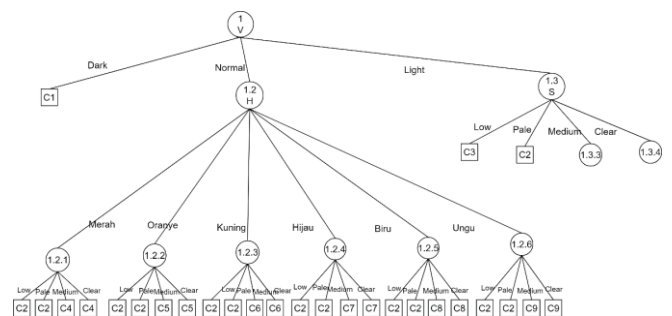 1
V
Dark
Normal
Light
C1
1.2
H
1.3
S
Low
Pale
Medium
Clear
C3
C2
1.3.3
1.3.4
Merah
Oranye
Kuning
Hijau
Biru
Ungu
1.2.1
1.2.2
1.2.3
1.2.4
1.2.5
1.2.6
Low Pale Medium Clear Low Pale Medium Clear Low Pale Medium Clear Low Pale Medium Clear Low Pale Medium Clear Low Pale Medium Clear
C2 C2 C4 C4 C2 C2 C5 C5 C2 C2 C6 C6 C2 C2 C7 C7 C2 C2 C8 C8 C2 C2 C9 C9